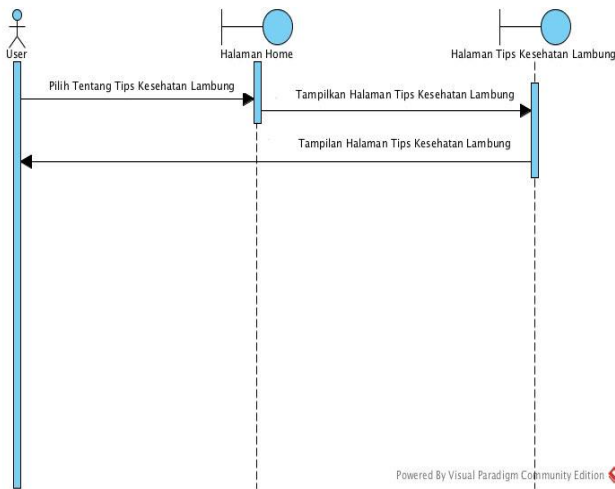 User
Halaman Home
Halaman Tips Kesehatan Lambung
Pilih Tentang Tips Kesehatan Lambung
Tampilkan Halaman Tips Kesehatan Lambung
Tampilan Halaman Tips Kesehatan Lambung
Powered By Visual Paradigm Community Edition